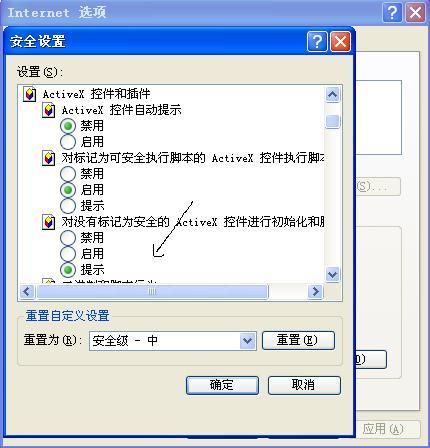 Internet 选项
安全设置
设置(S):
ActiveX 控件和插件
ActiveX 控件自动提示
禁用
启用
对标记为可安全执行脚本的 ActiveX 控件执行脚本
禁用
启用
提示
(S)...
对没有标记为安全的 ActiveX 控件进行初始化和
禁用
启用
提示
重置自定义设置
重置为(R):
安全级 - 中
重置(E)
确定
取消
应用(A)